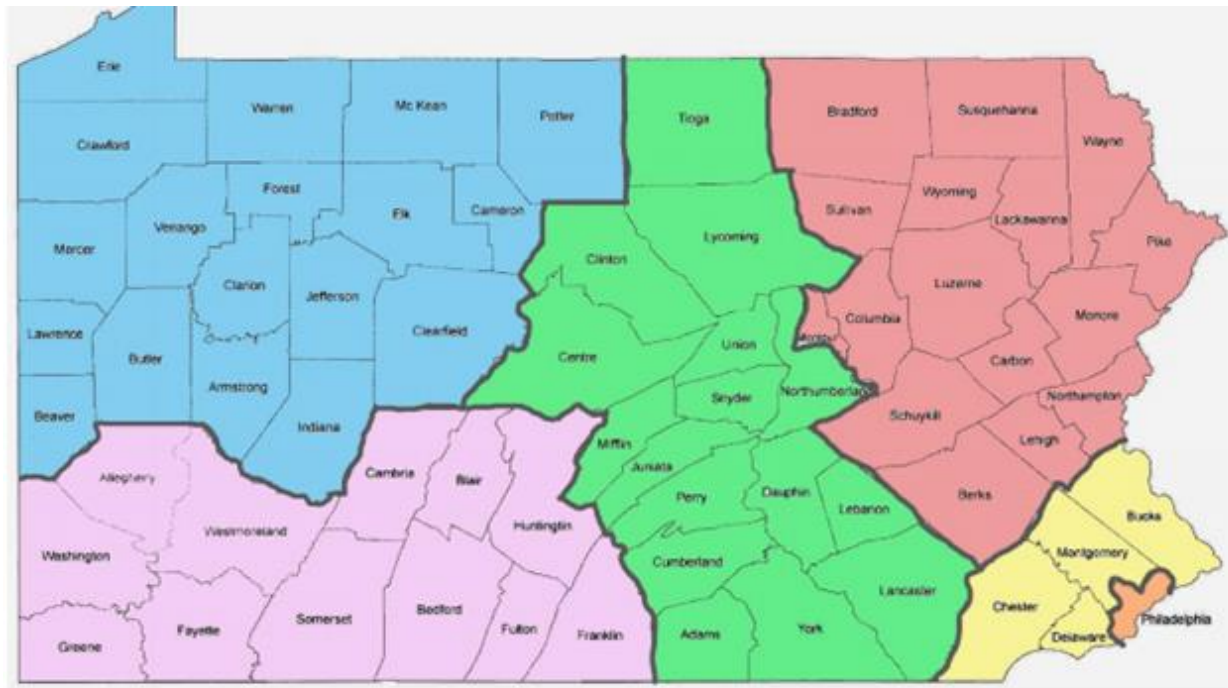 Erie
Warren
Mc Kean
Potter
Tioga
Bradford
Susquehanna
Wayne
Crawford
Forest
Elk
Cameron
Wyoming
Sullivan
Lackawanna
Pike
Mercer
Venango
Clinton
Lycoming
Clarion
Jefferson
Luzerne
Lawrence
Clearfield
Columbia
Monore
Butler
Centre
Union
Carbon
Armstrong
Snyder
Northumberland
Northampton
Beaver
Indiana
Schuykill
Mifflin
Lehigh
Juniata
Allegheny
Cambria
Blair
Perry
Dauphin
Lebanon
Berks
Bucks
Huntingtin
Westmoreland
Washington
Cumberland
Montgomery
Lancaster
Chester
Philadelphia
Somerset
Bedford
Fayette
Fulton
Franklin
Adams
York
Delaware
Greene